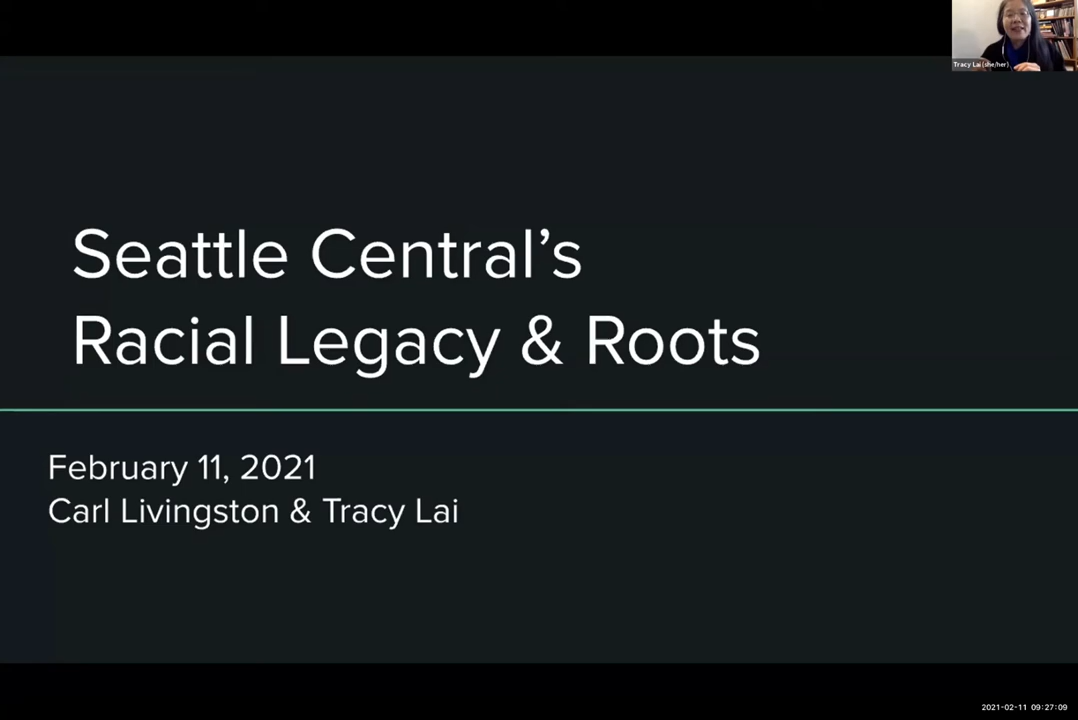 Tracy Lai (she/her)
Seattle Central’s
Racial Legacy & Roots
February 11, 2021
Carl Livingston & Tracy Lai
2021-02-11 09:27:09